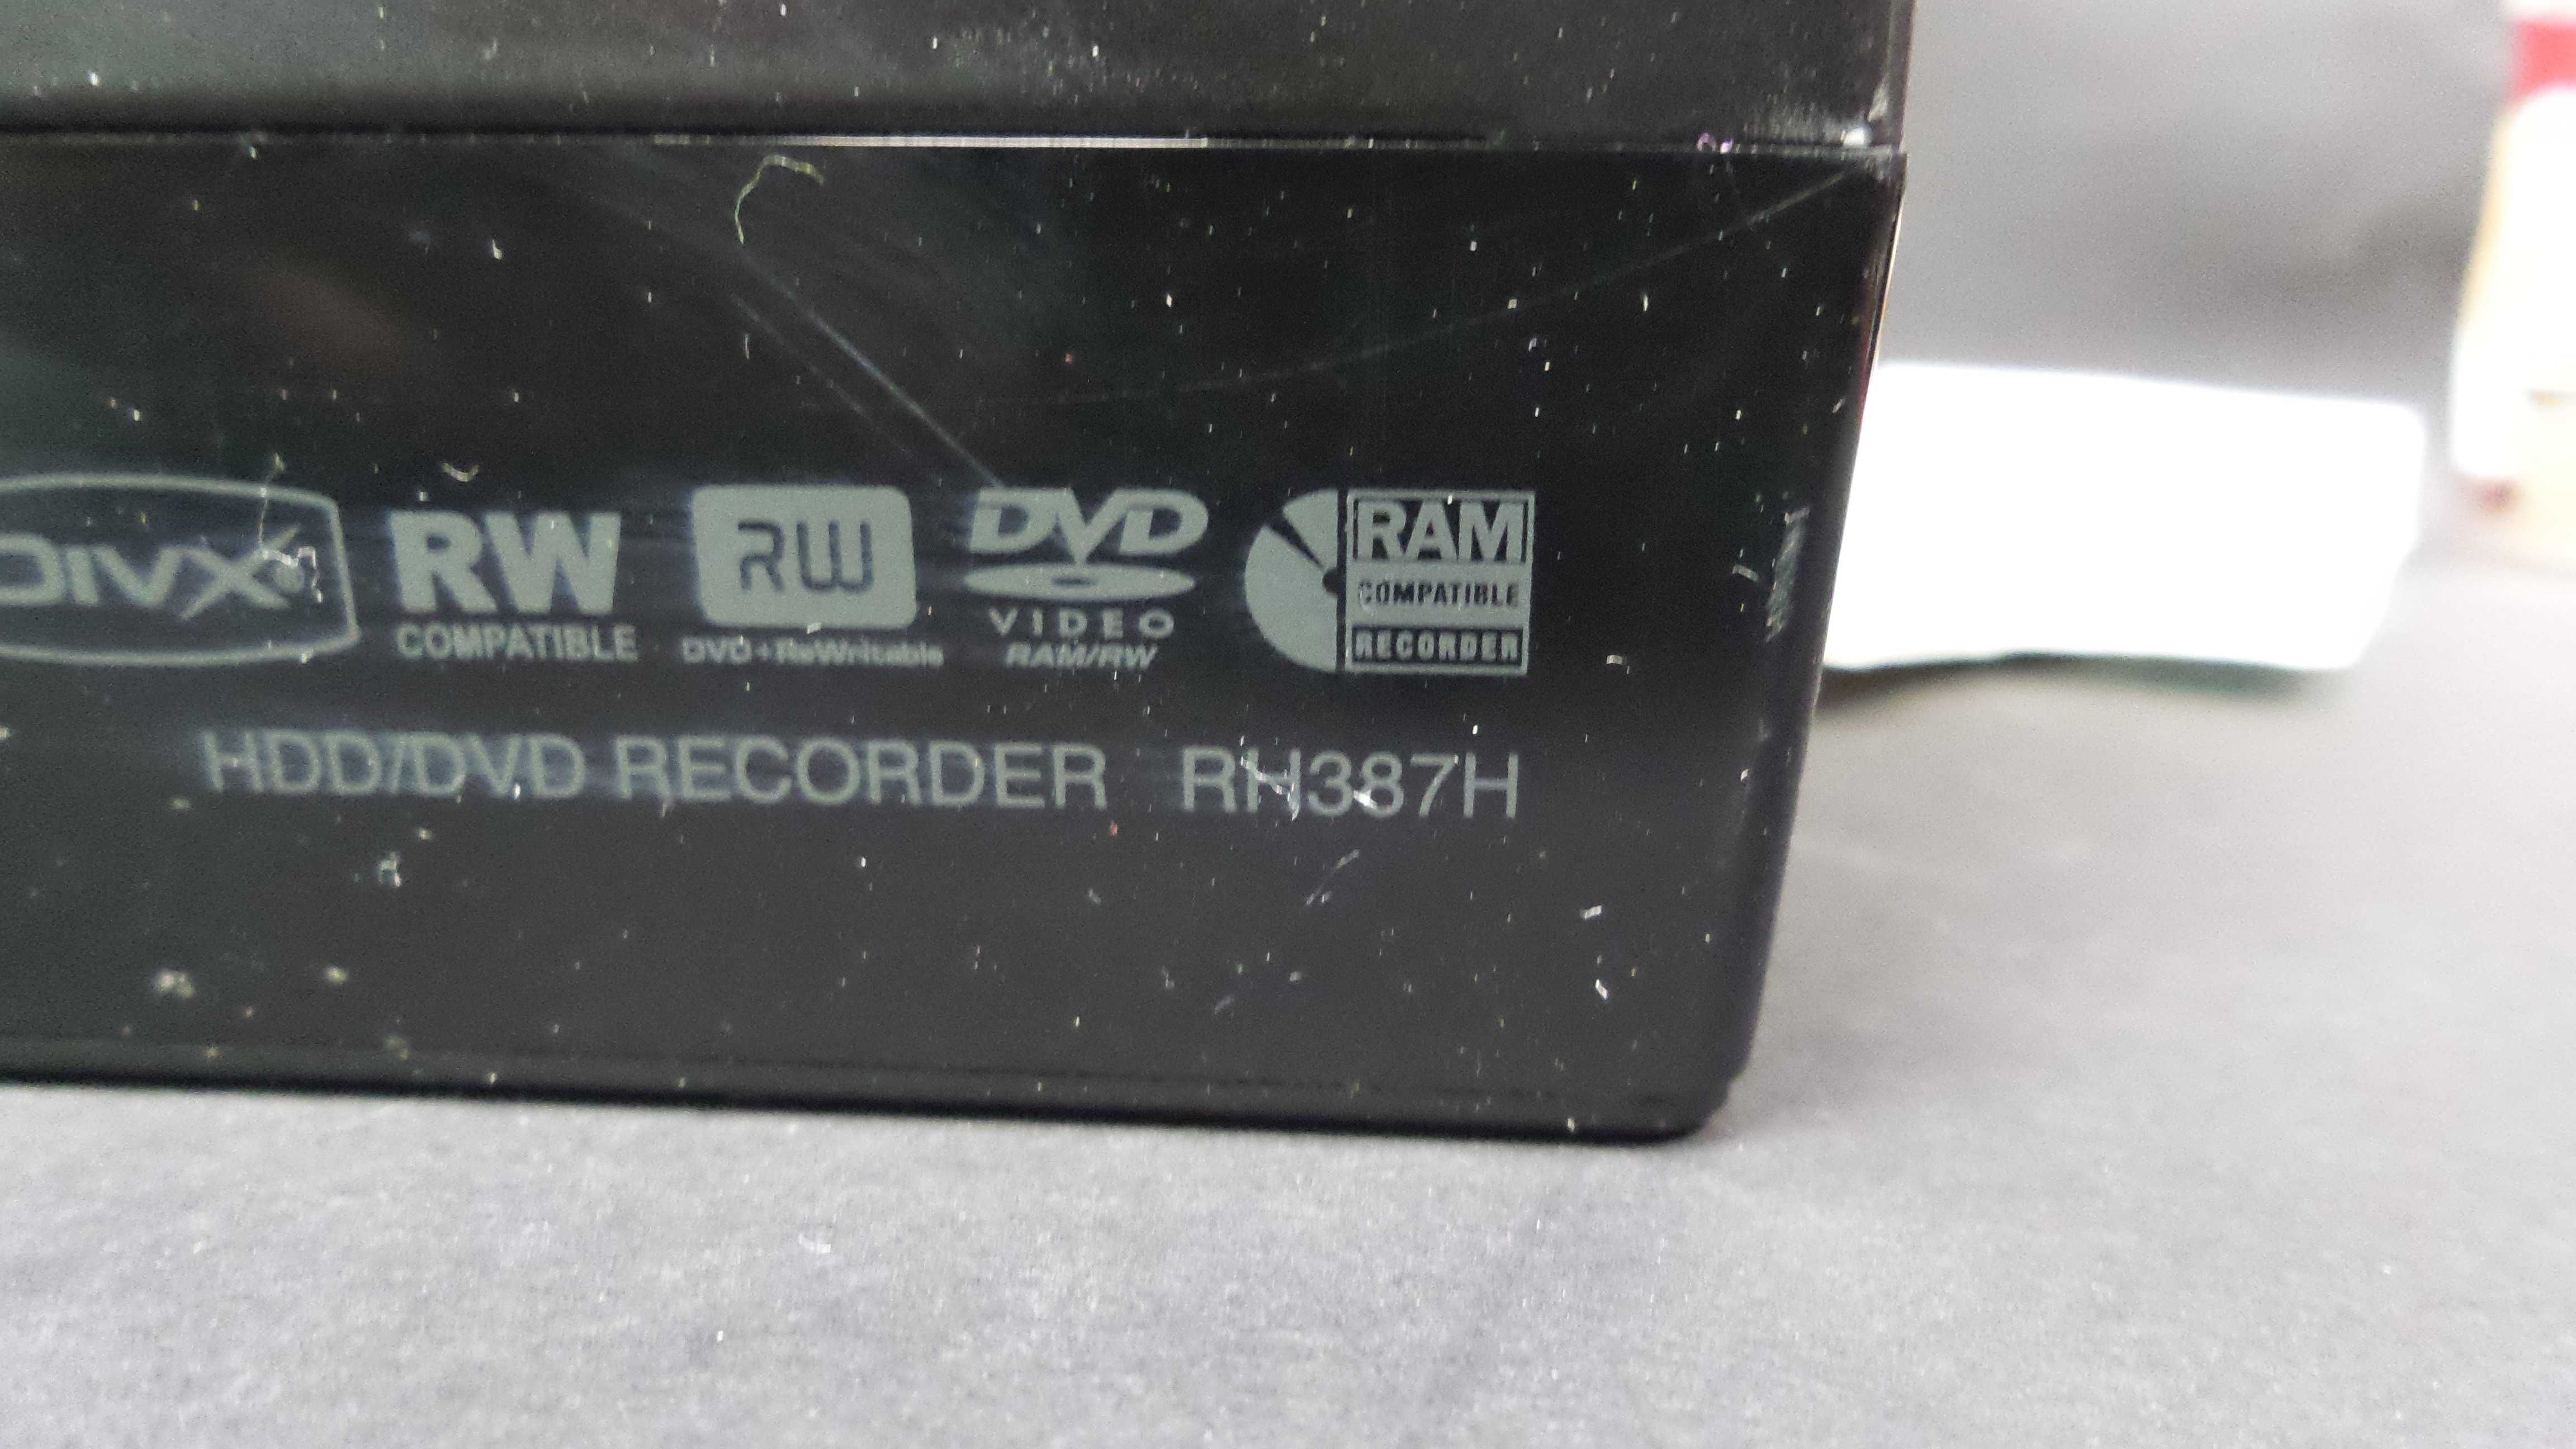 DIVX
RW
COMPATIBLE
RW
DVD+ReWritable
DVD
VIDEO
RAM/RW
RAM
COMPATIBLE
RECORDER
HDD/DVD RECORDER RH387H